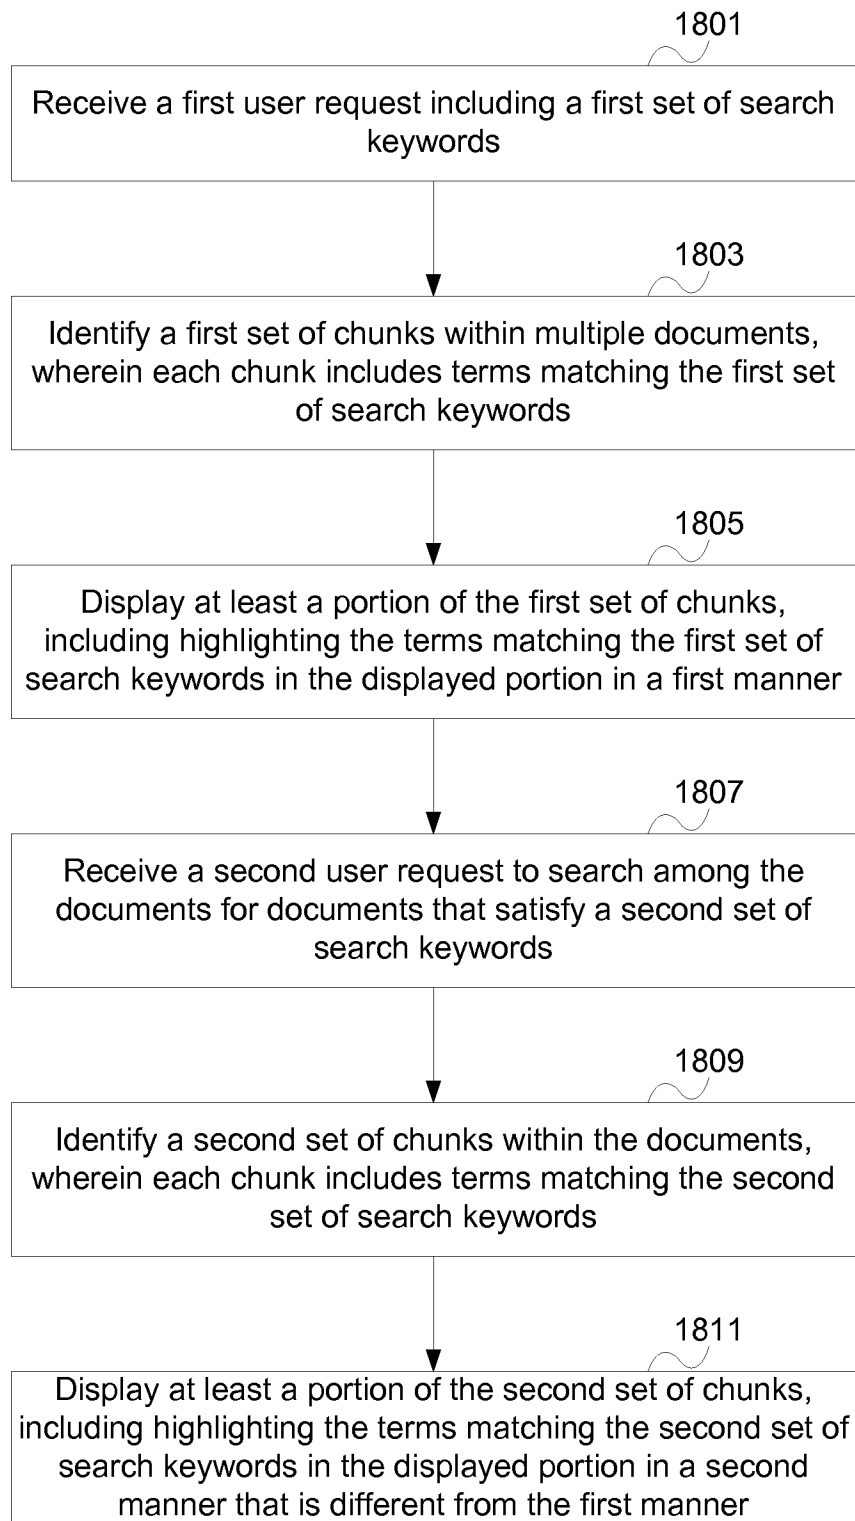 1801
Receive a first user request including a first set of search
keywords
1803
Identify a first set of chunks within multiple documents,
wherein each chunk includes terms matching the first set
of search keywords
1805
Display at least a portion of the first set of chunks,
including highlighting the terms matching the first set of
search keywords in the displayed portion in a first manner
1807
Receive a second user request to search among the
documents for documents that satisfy a second set of
search keywords
1809
Identify a second set of chunks within the documents,
wherein each chunk includes terms matching the second
set of search keywords
1811
Display at least a portion of the second set of chunks,
including highlighting the terms matching the second set of
search keywords in the displayed portion in a second
manner that is different from the first manner